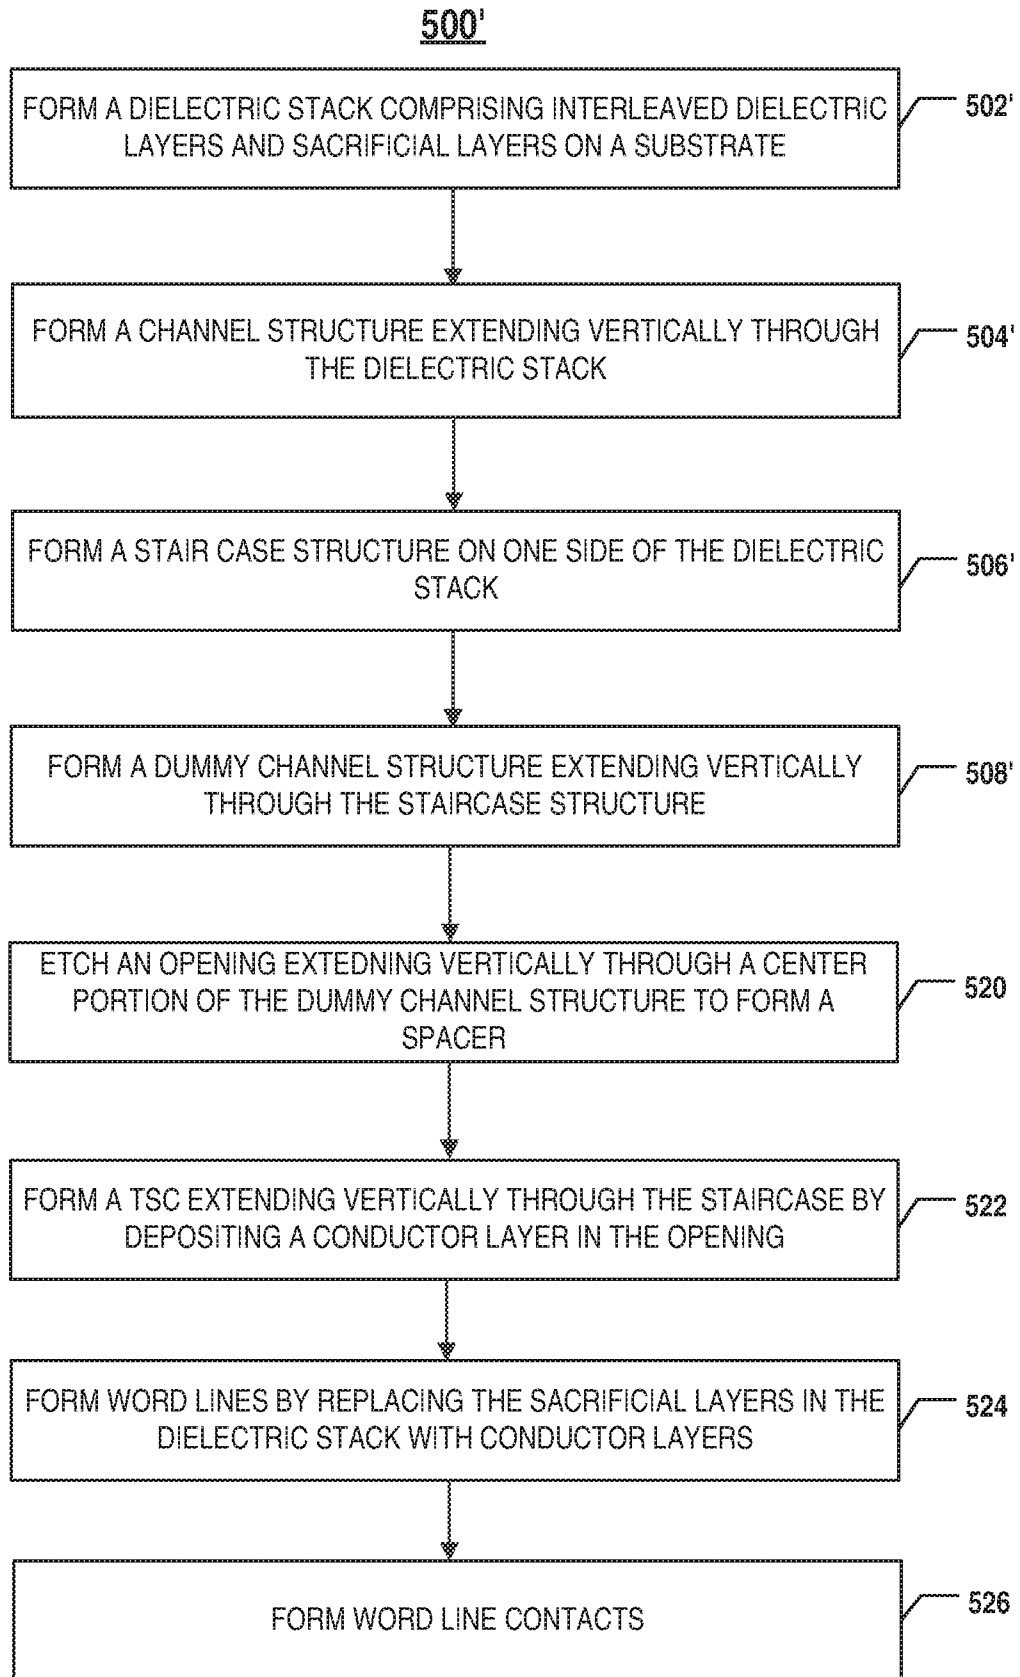 500'
FORM A DIELECTRIC STACK COMPRISING INTERLEAVED DIELECTRIC
LAYERS AND SACRIFICIAL LAYERS ON A SUBSTRATE
502'
FORM A CHANNEL STRUCTURE EXTENDING VERTICALLY THROUGH
THE DIELECTRIC STACK
504'
FORM A STAIR CASE STRUCTURE ON ONE SIDE OF THE DIELECTRIC
STACK
506'
FORM A DUMMY CHANNEL STRUCTURE EXTENDING VERTICALLY
THROUGH THE STAIRCASE STRUCTURE
508'
ETCH AN OPENING EXTEDNING VERTICALLY THROUGH A CENTER
PORTION OF THE DUMMY CHANNEL STRUCTURE TO FORM A
SPACER
520
FORM A TSC EXTENDING VERTICALLY THROUGH THE STAIRCASE BY
DEPOSITING A CONDUCTOR LAYER IN THE OPENING
522
FORM WORD LINES BY REPLACING THE SACRIFICIAL LAYERS IN THE
DIELECTRIC STACK WITH CONDUCTOR LAYERS
524
FORM WORD LINE CONTACTS
526